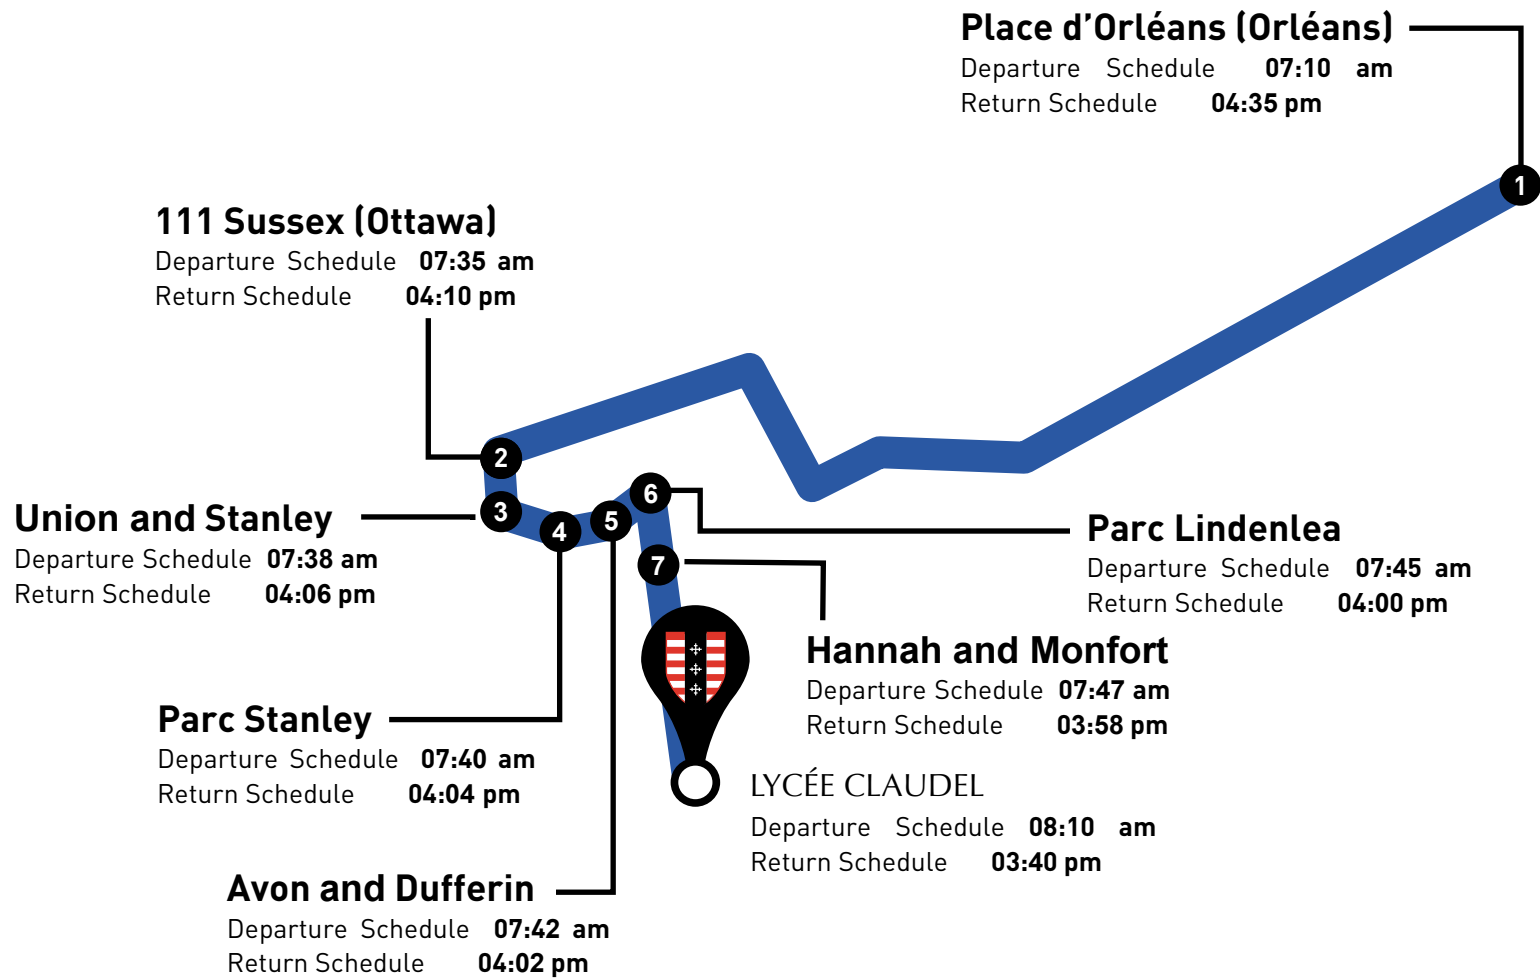 Place d’Orléans (Orléans)
Departure Schedule 07:10 am
Return Schedule 04:35 pm
1
111 Sussex (Ottawa)
Departure Schedule 07:35 am
Return Schedule 04:10 pm
2
Union and Stanley
Departure Schedule 07:38 am
Return Schedule 04:06 pm
3
4
5
6
7
Parc Lindenlea
Departure Schedule 07:45 am
Return Schedule 04:00 pm
Hannah and Monfort
Departure Schedule 07:47 am
Return Schedule 03:58 pm
Parc Stanley
Departure Schedule 07:40 am
Return Schedule 04:04 pm
LYCÉE CLAUDEL
Departure Schedule 08:10 am
Return Schedule 03:40 pm
Avon and Dufferin
Departure Schedule 07:42 am
Return Schedule 04:02 pm